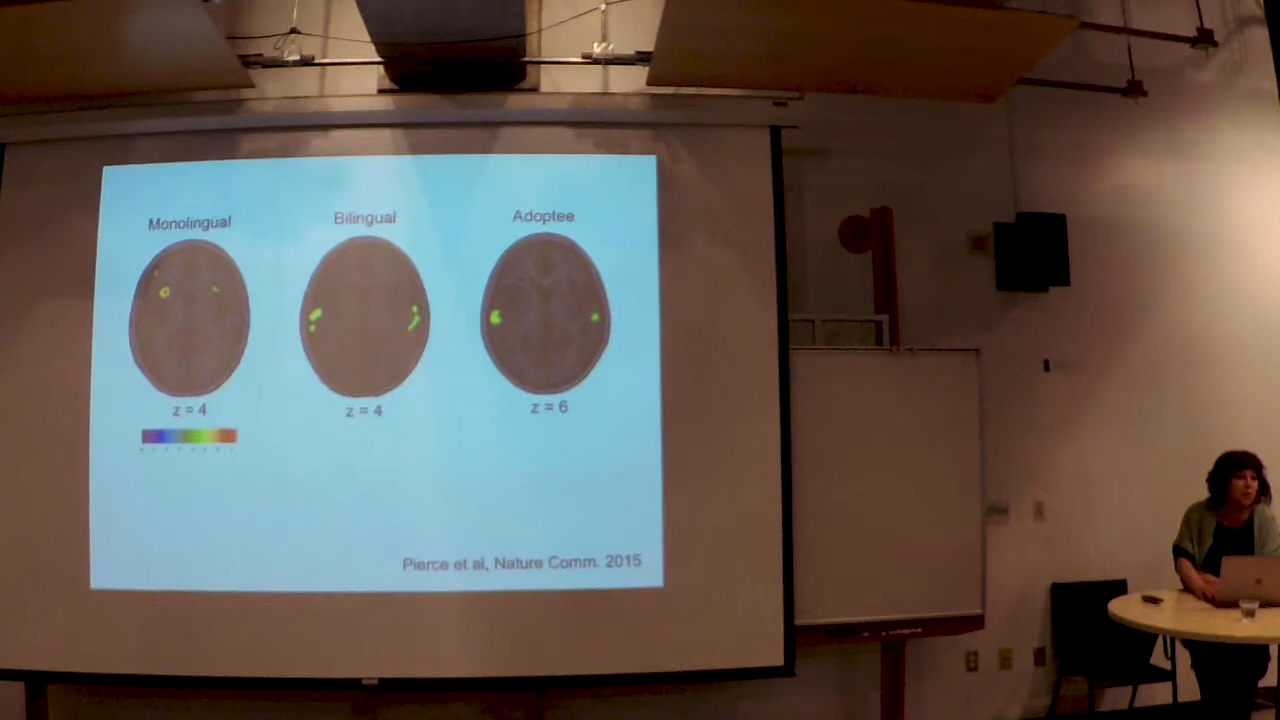 Monolingual
Bilingual
Adoptee
z = 4
z = 4
z = 6
Pierce et al, Nature Comm. 2015